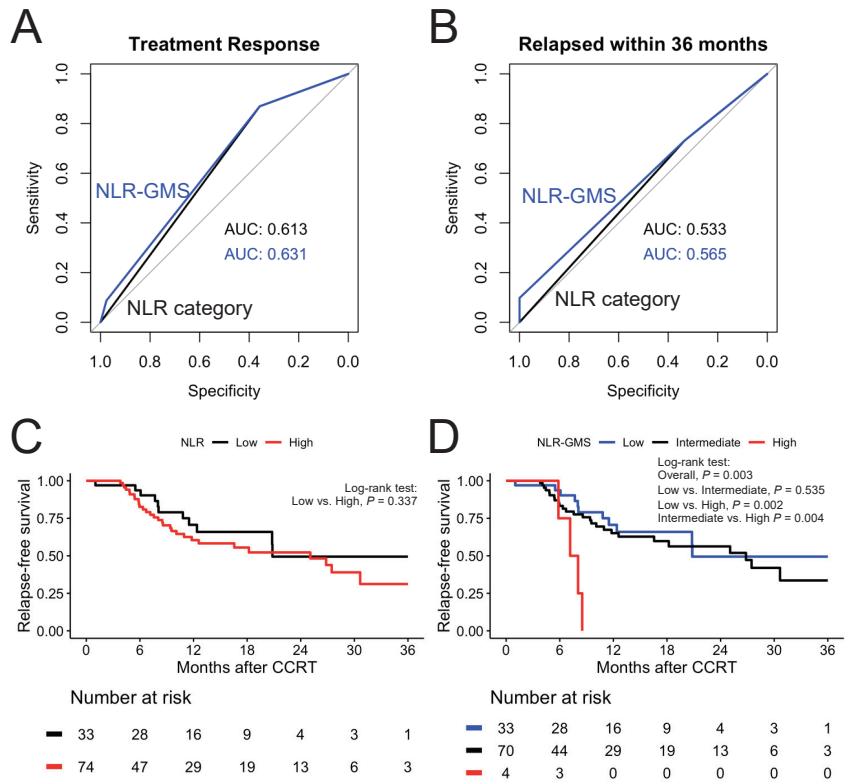 A
Treatment Response
Sensitivity
1.0
0.8
0.6
0.4
0.2
0.0
NLR-GMS
AUC: 0.613
AUC: 0.631
NLR category
1.0 0.8 0.6 0.4 0.2 0.0
Specificity
B
Relapsed within 36 months
Sensitivity
1.0
0.8
0.6
0.4
0.2
0.0
NLR-GMS
AUC: 0.533
AUC: 0.565
NLR category
1.0 0.8 0.6 0.4 0.2 0.0
Specificity
C
NLR Low High
Relapse-free survival
1.00
0.75
0.50
0.25
0.00
Log-rank test:
Low vs. High, P = 0.337
0 6 12 18 24 30 36
Months after CCRT
Number at risk
33 28 16 9 4 3 1
74 47 29 19 13 6 3
D
NLR-GMS Low Intermediate High
Log-rank test:
Overall, P = 0.003
Low vs. Intermediate, P = 0.535
Low vs. High, P = 0.002
Intermediate vs. High P = 0.004
Relapse-free survival
1.00
0.75
0.50
0.25
0.00
0 6 12 18 24 30 36
Months after CCRT
Number at risk
33 28 16 9 4 3 1
70 44 29 19 13 6 3
4 3 0 0 0 0 0